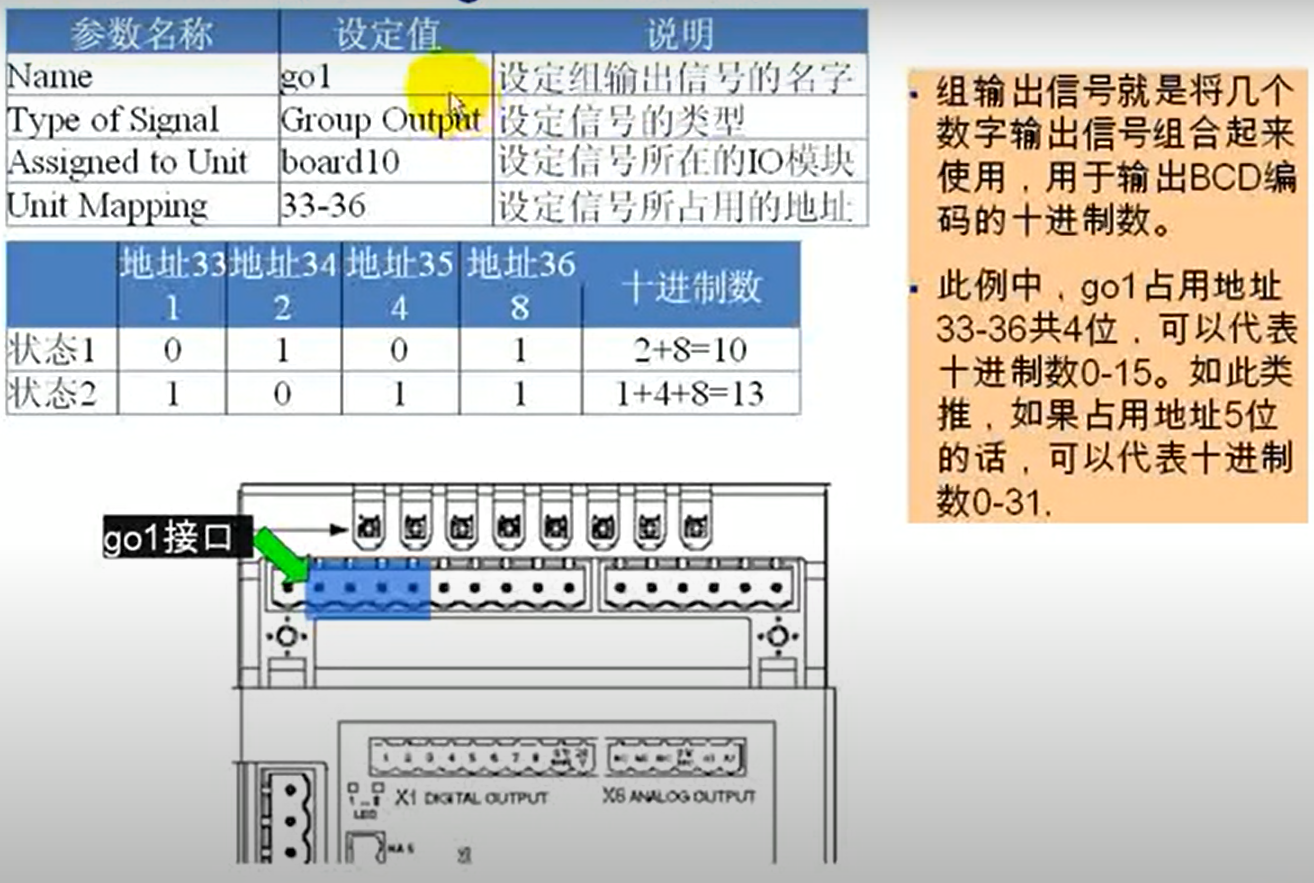 参数名称 设定值 说明
Name go1 设定组输出信号的名字
Type of Signal Group Output 设定信号的类型
Assigned to Unit board10 设定信号所在的IO模块
Unit Mapping 33-36 设定信号所占用的地址
地址33 地址34 地址35 地址36 十进制数
1 2 4 8
状态1 0 1 0 1 2+8=10
状态2 1 0 1 1 1+4+8=13
组输出信号就是将几个
数字输出信号组合起来
使用，用于输出BCD编
码的十进制数。
此例中，go1占用地址
33-36共4位，可以代表
十进制数0-15。如此类
推，如果占用地址5位
的话，可以代表十进制
数0-31.
go1接口
1 2 3 4 5 6 7 8
X1 DIGITAL OUTPUT X6 ANALOG OUTPUT
LED